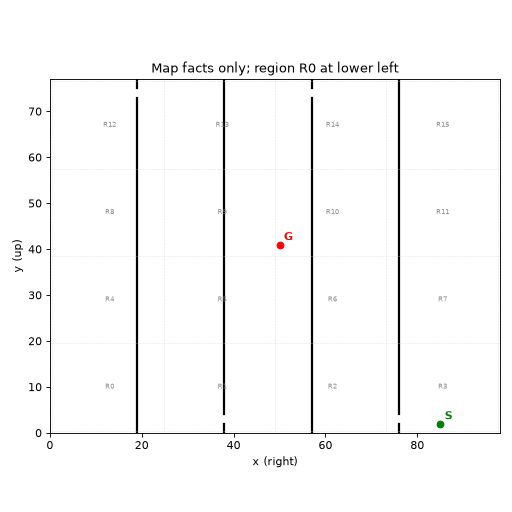 Map facts only; region R0 at lower left
70
R12
R13
R14
R15
60
50
R8
R9
R10
R11
G
40
30
R4
R5
R6
R7
20
10
R0
R1
R2
R3
S
0
0
20
40
60
80
x (right)
y (up)